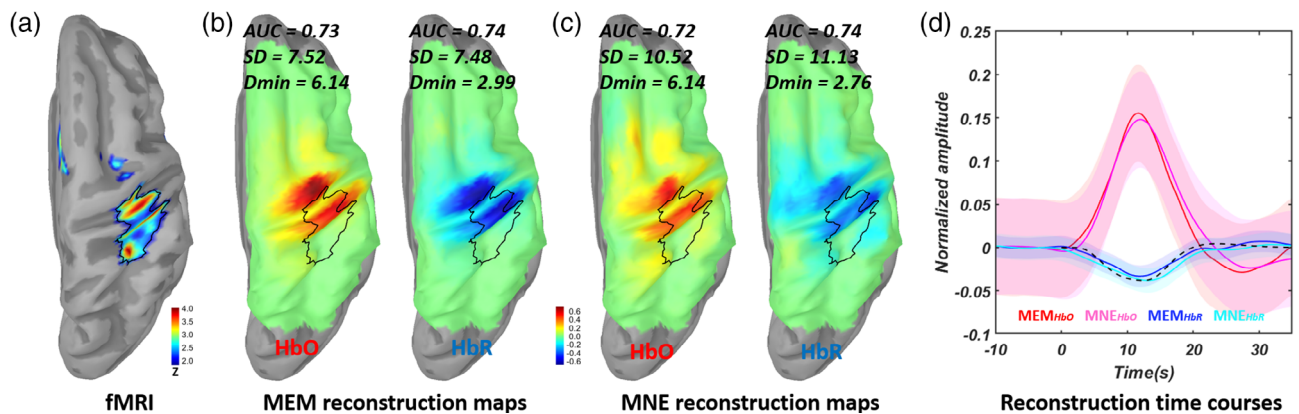 (a)
4.0
3.5
3.0
2.5
2.0
Z
fMRI
(b)
AUC = 0.73
SD = 7.52
Dmin = 6.14
HbO
AUC = 0.74
SD = 7.48
Dmin = 2.99
HbR
MEM reconstruction maps
(c)
AUC = 0.72
SD = 10.52
Dmin = 6.14
0.6
0.4
0.2
0
-0.2
-0.4
-0.6
HbO
AUC = 0.74
SD = 11.13
Dmin = 2.76
HbR
MNE reconstruction maps
(d)
Normalized amplitude
0.25
0.2
0.15
0.1
0.05
0
-0.05
-0.1
MEMHbO MNEHbO MEMHbR MNEHbR
-10 0 10 20 30
Time(s)
Reconstruction time courses